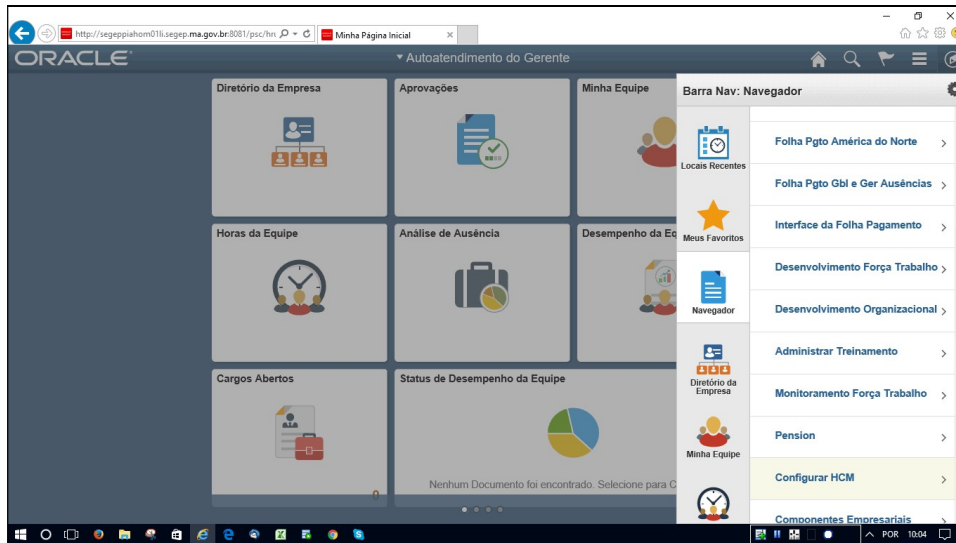 http://segeppiahom01li.segep.ma.gov.br:8081/psc/hn
Minha Página Inicial
ORACLE
Autoatendimento do Gerente
Diretório da Empresa
Aprovações
Minha Equipe
Horas da Equipe
Análise de Ausência
Desempenho da Eq
Cargos Abertos
0
Status de Desempenho da Equipe
Nenhum Documento foi encontrado. Selecione para C
Barra Nav: Navegador
Locais Recentes
Meus Favoritos
Navegador
Diretório da
Empresa
Minha Equipe
Folha Pgto América do Norte
Folha Pgto Gbl e Ger Ausências
Interface da Folha Pagamento
Desenvolvimento Força Trabalho
Desenvolvimento Organizacional
Administrar Treinamento
Monitoramento Força Trabalho
Pension
Configurar HCM
Componentes Empresariais
POR 10:04